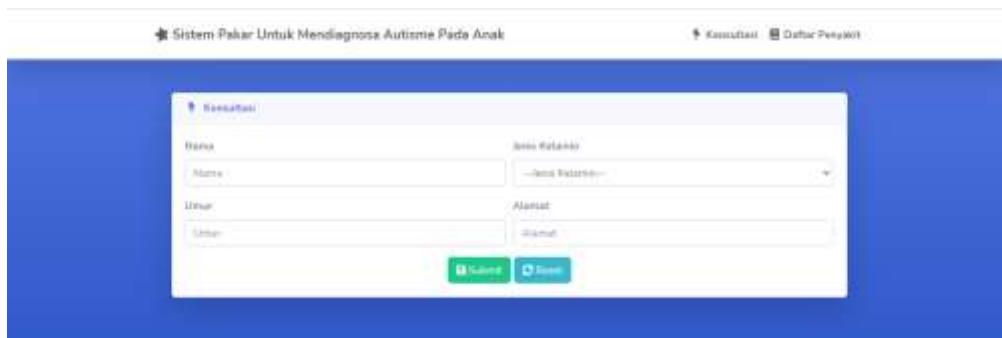 Sistem Pakar Untuk Mendiagnosa Autisme Pada Anak
Konsultasi Daftar Penyakit
Konsultasi
Nama Jenis Kelamin
Nama --Jenis Kelamin--
Umur Alamat
Umur Alamat
Submit Reset